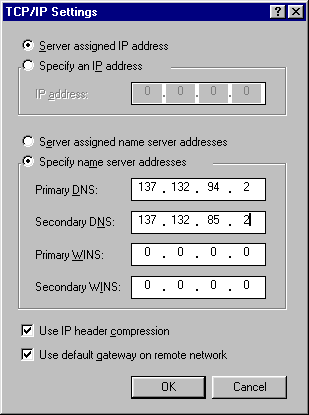 TCP/IP Settings
Server assigned IP address
Specify an IP address
IP address: 0 . 0 . 0 . 0
Server assigned name server addresses
Specify name server addresses
Primary DNS: 137 . 132 . 94 . 2
Secondary DNS: 137 . 132 . 85 . 2
Primary WINS: 0 . 0 . 0 . 0
Secondary WINS: 0 . 0 . 0 . 0
Use IP header compression
Use default gateway on remote network
OK Cancel